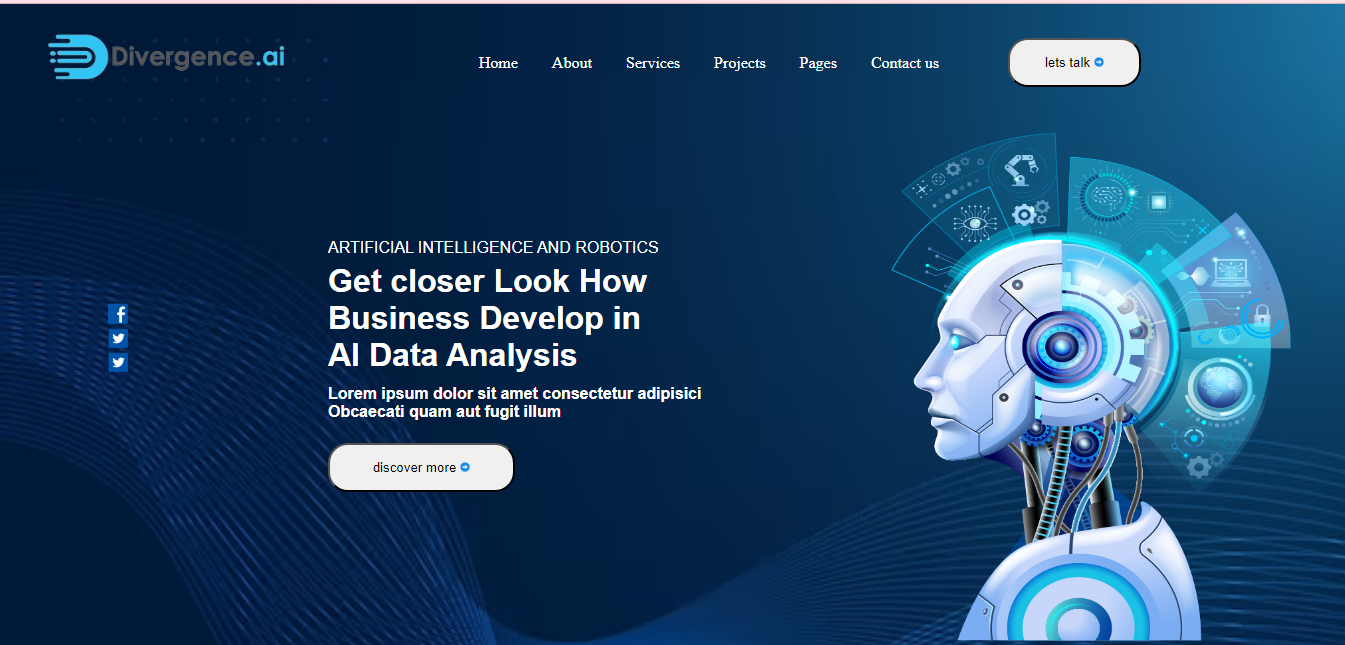 Divergence.ai
Home About Services Projects Pages Contact us
lets talk
ARTIFICIAL INTELLIGENCE AND ROBOTICS
Get closer Look How
Business Develop in
AI Data Analysis
Lorem ipsum dolor sit amet consectetur adipisici
Obcaecati quam aut fugit illum
discover more